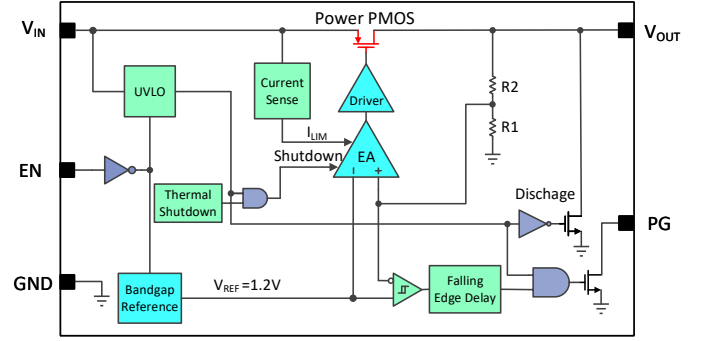 Power PMOS
VIN
VOUT
UVLO
Current
Sense
R2
Driver
R1
ILIM
EA
Shutdown
- +
EN
Thermal
Shutdown
Dischage
PG
GND
Bandgap
Reference
VREF =1.2V
Falling
Edge Delay